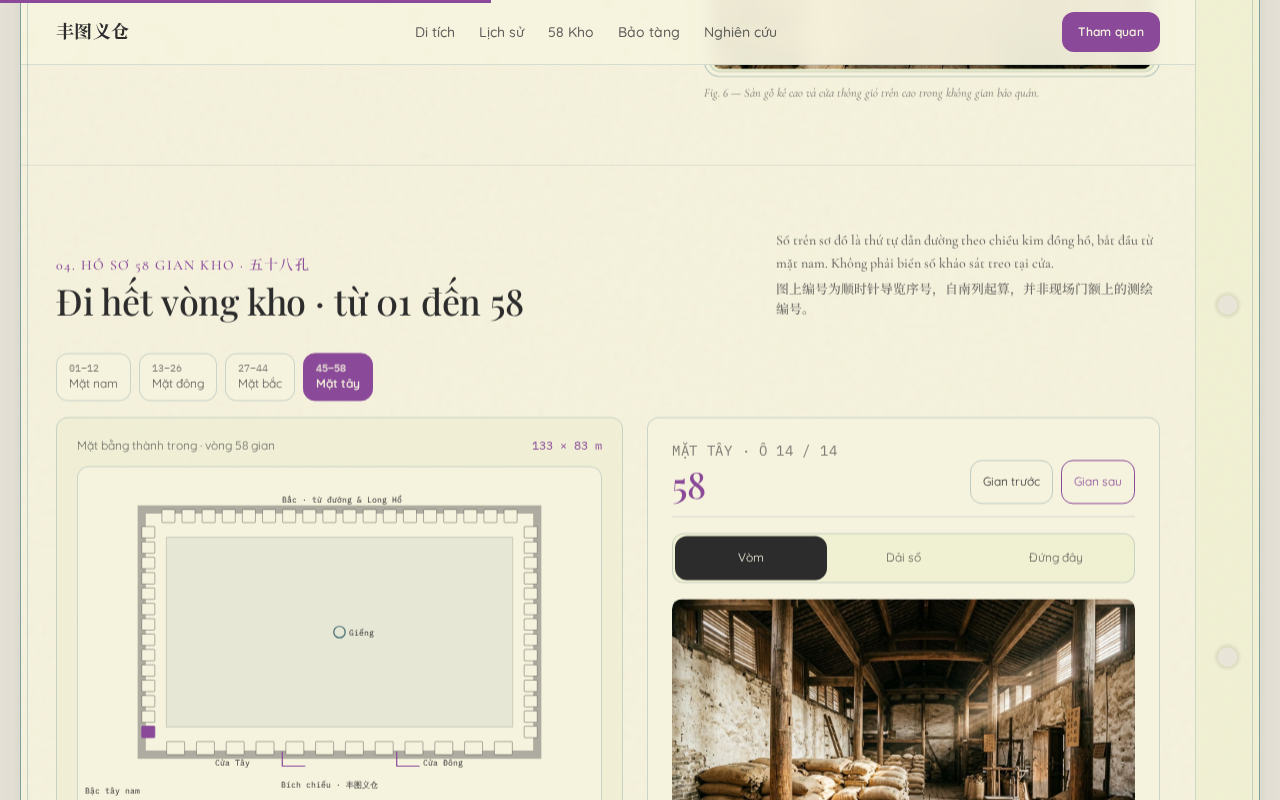 丰图义仓
Di tích
Lịch sử
58 Kho
Bảo tàng
Nghiên cứu
Tham quan
Fig. 6 — Sàn gỗ kê cao và cửa thông gió trên cao trong không gian bảo quản.
04. HỒ SƠ 58 GIAN KHO · 五十八孔
Đi hết vòng kho · từ 01 đến 58
Số trên sơ đồ là thứ tự dẫn đường theo chiều kim đồng hồ, bắt đầu từ
mặt nam. Không phải biển số khảo sát treo tại cửa.
图上编号为顺时针导览序号，自南列起算，并非现场门额上的测绘
编号。
01–12
Mặt nam
13–26
Mặt đông
27–44
Mặt bắc
45–58
Mặt tây
Mặt bằng thành trong · vòng 58 gian
133 × 83 m
Bắc · từ đường & Long Hổ
Giếng
Cửa Tây
Cửa Đông
Bích chiếu · 丰图义仓
Bậc tây nam
MẶT TÂY · Ô 14 / 14
58
Gian trước
Gian sau
Vòm
Dải số
Đứng đây